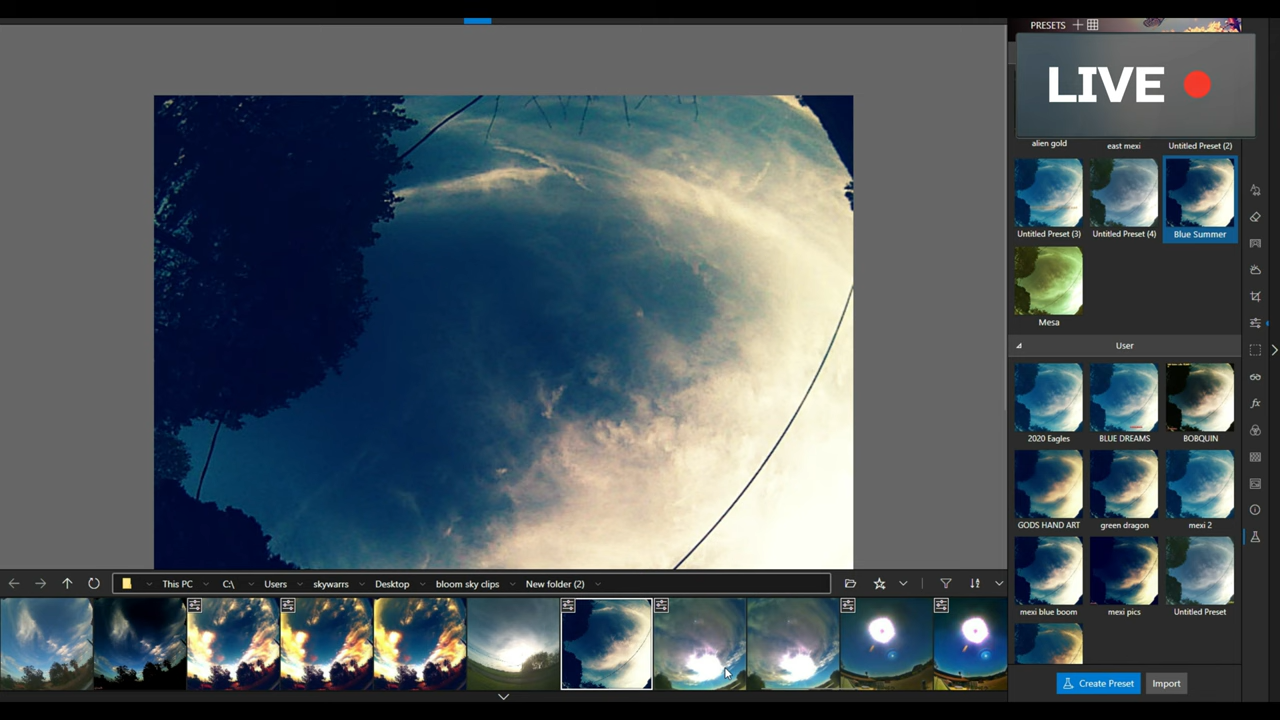 PRESETS
LIVE
alien gold
east mexi
Untitled Preset (2)
Untitled Preset (3)
Untitled Preset (4)
Blue Summer
Mesa
User
2020 Eagles
BLUE DREAMS
BOBQUIN
GODS HAND ART
green dragon
mexi 2
mexi blue boom
mexi pics
Untitled Preset
This PC
C:\
Users
skywarrs
Desktop
bloom sky clips
New folder (2)
Create Preset
Import